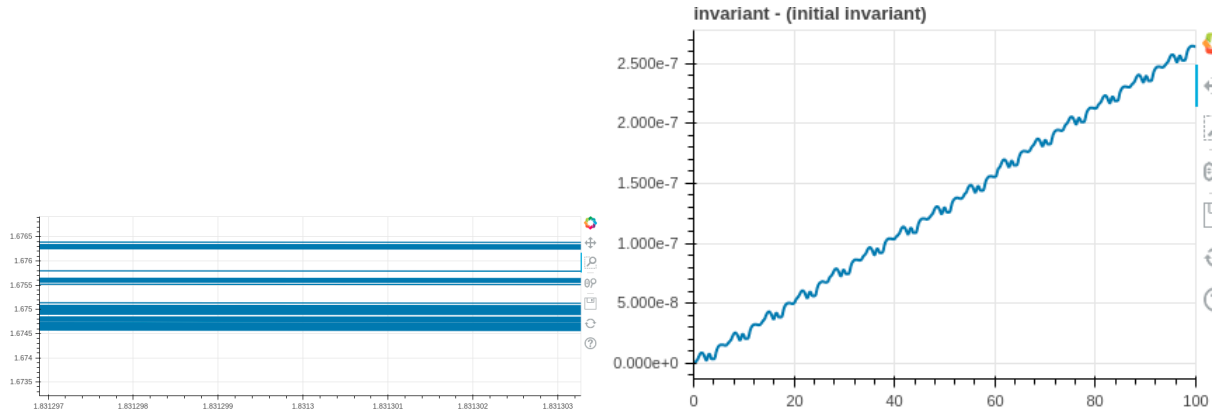 invariant - (initial invariant)
2.500e-7
2.000e-7
1.500e-7
1.000e-7
5.000e-8
0.000e+0
0 20 40 60 80 100
1.6765
1.676
1.6755
1.675
1.6745
1.674
1.6735
1.831297 1.831298 1.831299 1.8313 1.831301 1.831302 1.831303